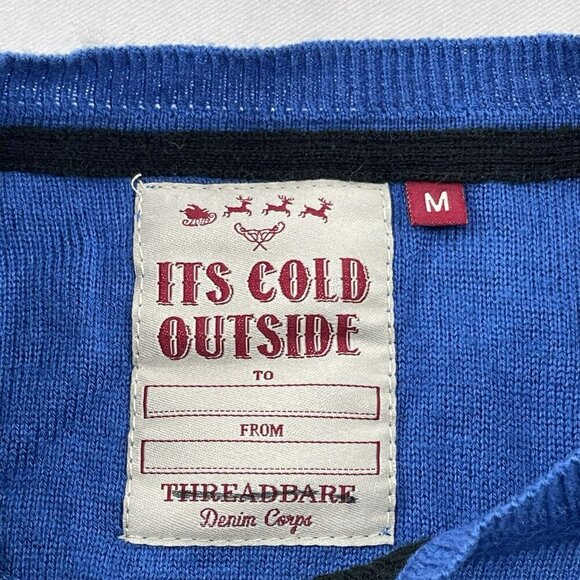 ITS COLD
OUTSIDE
M
TO
FROM
THREADBARE
Denim Corps